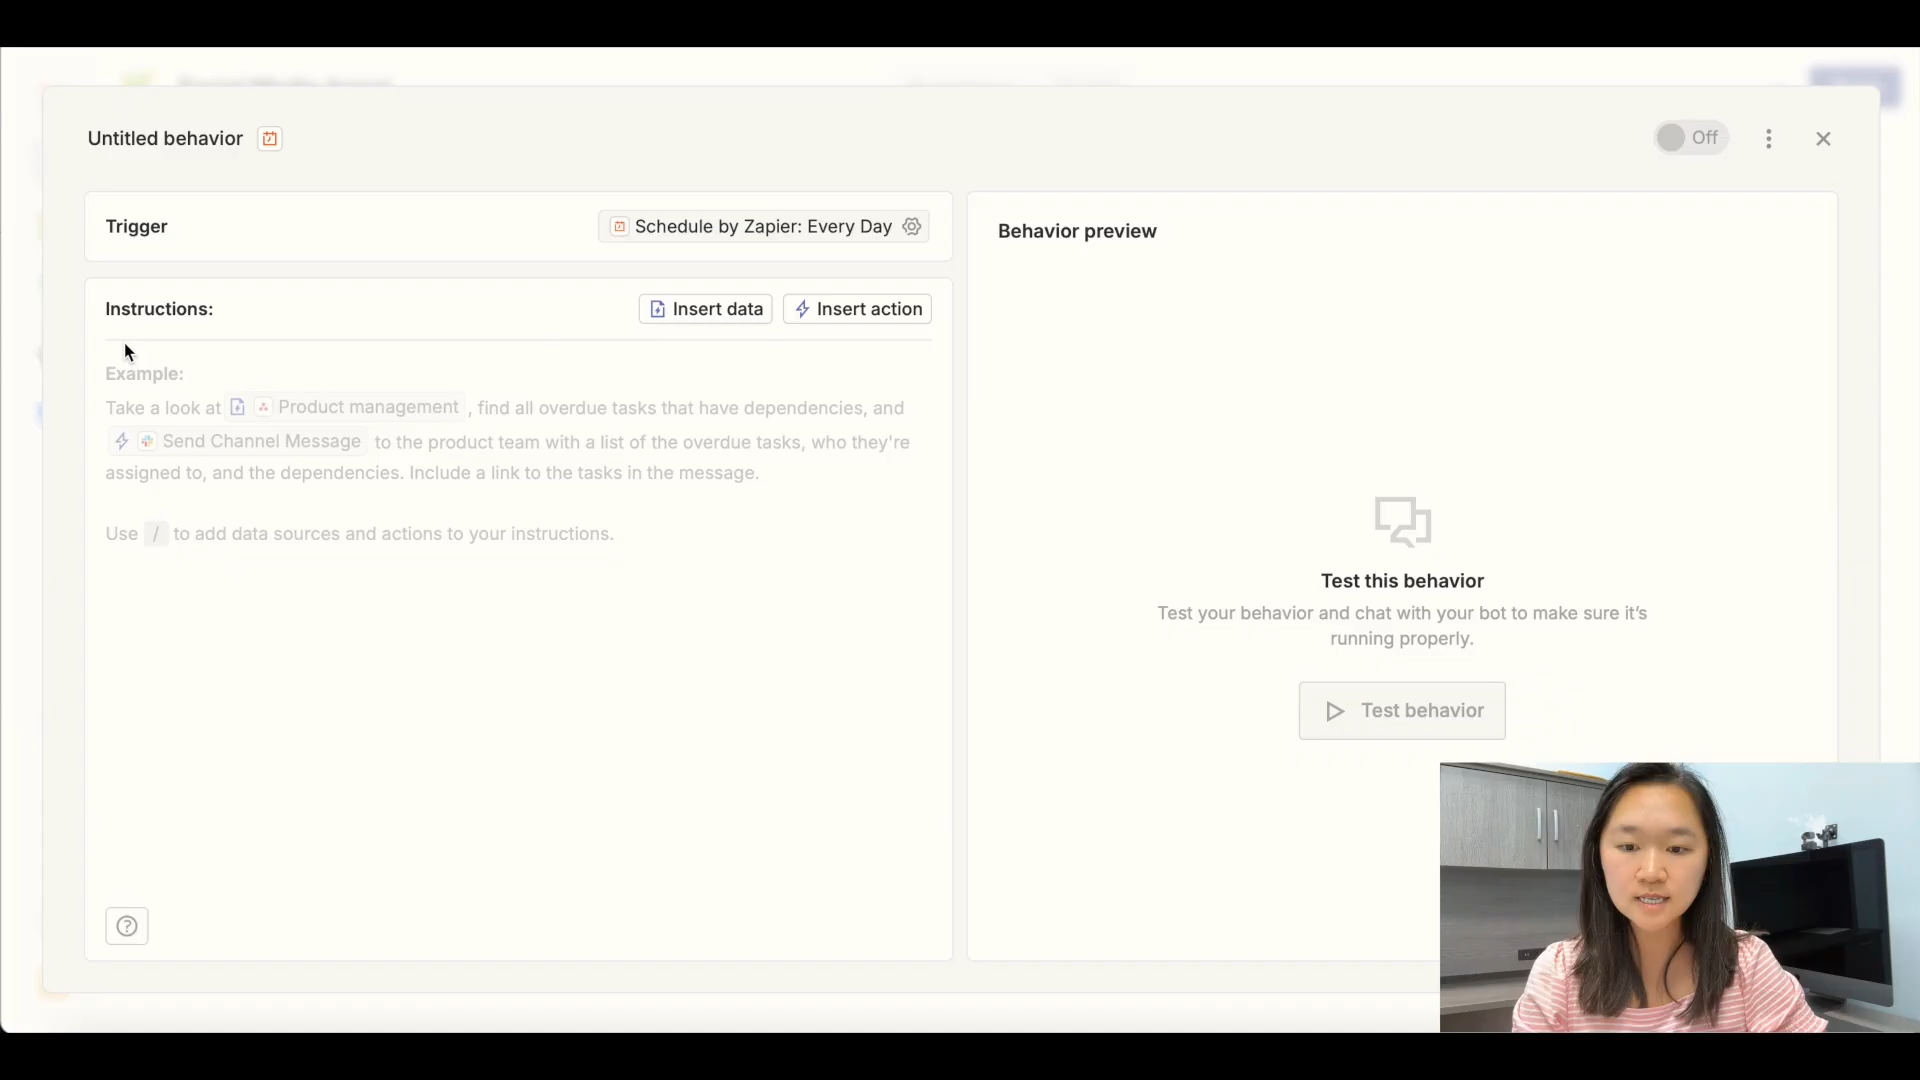 Untitled behavior
Off
Trigger
Schedule by Zapier: Every Day
Behavior preview
Instructions:
Insert data
Insert action
Example:
Take a look at Product management , find all overdue tasks that have dependencies, and
Send Channel Message to the product team with a list of the overdue tasks, who they're
assigned to, and the dependencies. Include a link to the tasks in the message.
Use / to add data sources and actions to your instructions.
Test this behavior
Test your behavior and chat with your bot to make sure it's
running properly.
Test behavior